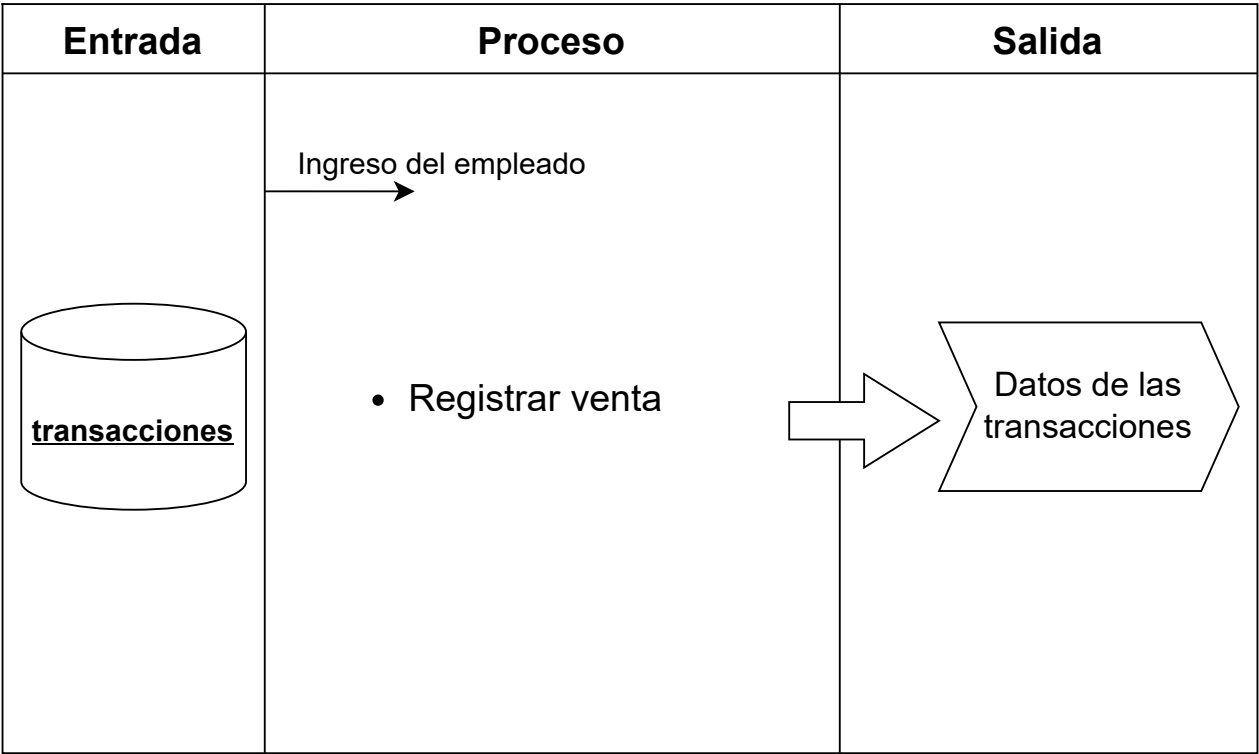 Entrada
Proceso
Salida
Ingreso del empleado
transacciones
• Registrar venta
Datos de las
transacciones